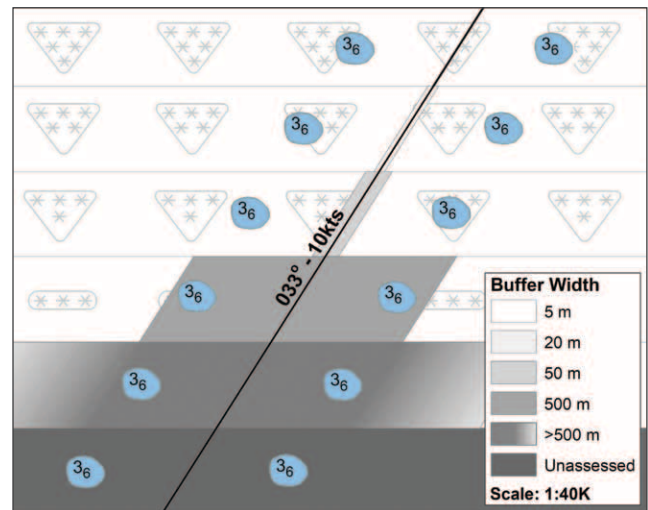 3₆ 3₆
3₆ 3₆
3₆ 3₆
033° - 10kts
3₆ 3₆
3₆ 3₆
3₆ 3₆
Buffer Width
5 m
20 m
50 m
500 m
>500 m
Unassessed
Scale: 1:40K